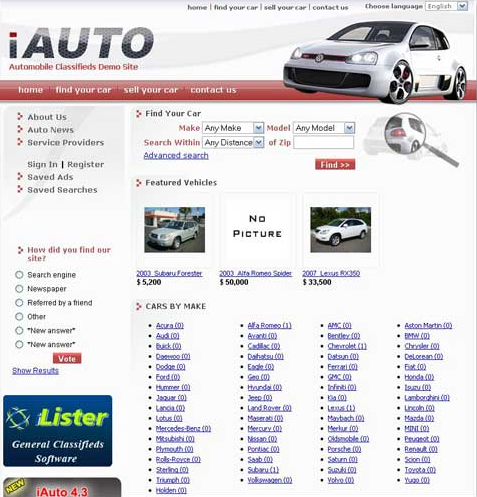 home | find your car | sell your car | contact us Choose language English
iAUTO
Automobile Classifieds Demo Site
home find your car sell your car contact us
About Us
Auto News
Service Providers
Sign In | Register
Saved Ads
Saved Searches
How did you find our site?
Search engine
Newspaper
Referred by a friend
Other
"New answer"
"New answer"
Vote
Show Results
iLister
General Classifieds
Software
NEW
iAuto 4.3
Find Your Car
Make Any Make Model Any Model
Search Within Any Distance of Zip
Advanced search
Find >>
Featured Vehicles
NO
PICTURE
2003 Subaru Forester 2003 Alfa Romeo Spider 2007 Lexus RX350
$ 5,200 $ 50,000 $ 33,500
CARS BY MAKE
Acura (0) Alfa Romeo (1) AMC (0) Aston Martin (0)
Audi (0) Avanti (0) Bentley (0) BMW (0)
Buick (0) Cadillac (0) Chevrolet (1) Chrysler (0)
Daewoo (0) Daihatsu (0) Datsun (0) DeLorean (0)
Dodge (0) Eagle (0) Ferrari (0) Fiat (0)
Ford (0) Geo (0) GMC (0) Honda (0)
Hummer (0) Hyundai (0) Infiniti (0) Isuzu (0)
Jaguar (0) Jeep (0) Kia (0) Lamborghini (0)
Lancia (0) Land Rover (0) Lexus (1) Lincoln (0)
Lotus (0) Maserati (0) Maybach (0) Mazda (0)
Mercedes-Benz (0) Mercury (0) Merkur (0) MINI (0)
Mitsubishi (0) Nissan (0) Oldsmobile (0) Peugeot (0)
Plymouth (0) Pontiac (0) Porsche (0) Renault (0)
Rolls-Royce (0) Saab (0) Saturn (0) Scion (0)
Sterling (0) Subaru (1) Suzuki (0) Toyota (0)
Triumph (0) Volkswagen (0) Volvo (0) Yugo (0)
Holden (0)